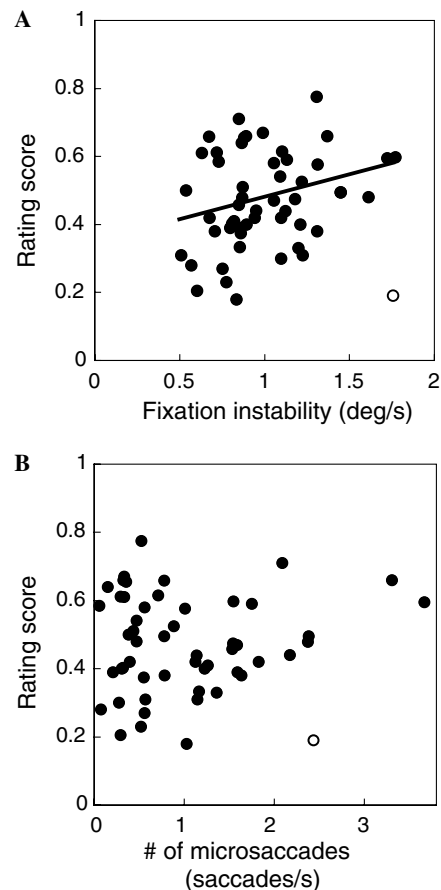 A
1
0.8
0.6
0.4
0.2
0
Rating score
0 0.5 1 1.5 2
Fixation instability (deg/s)
B
1
0.8
0.6
0.4
0.2
0
Rating score
0 1 2 3
# of microsaccades
(saccades/s)